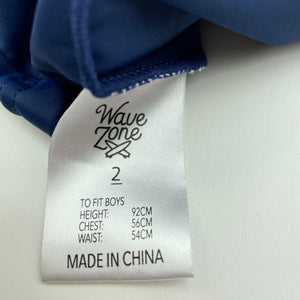 Wave
Zone
2
TO FIT BOYS
HEIGHT: 92CM
CHEST: 56CM
WAIST: 54CM
MADE IN CHINA